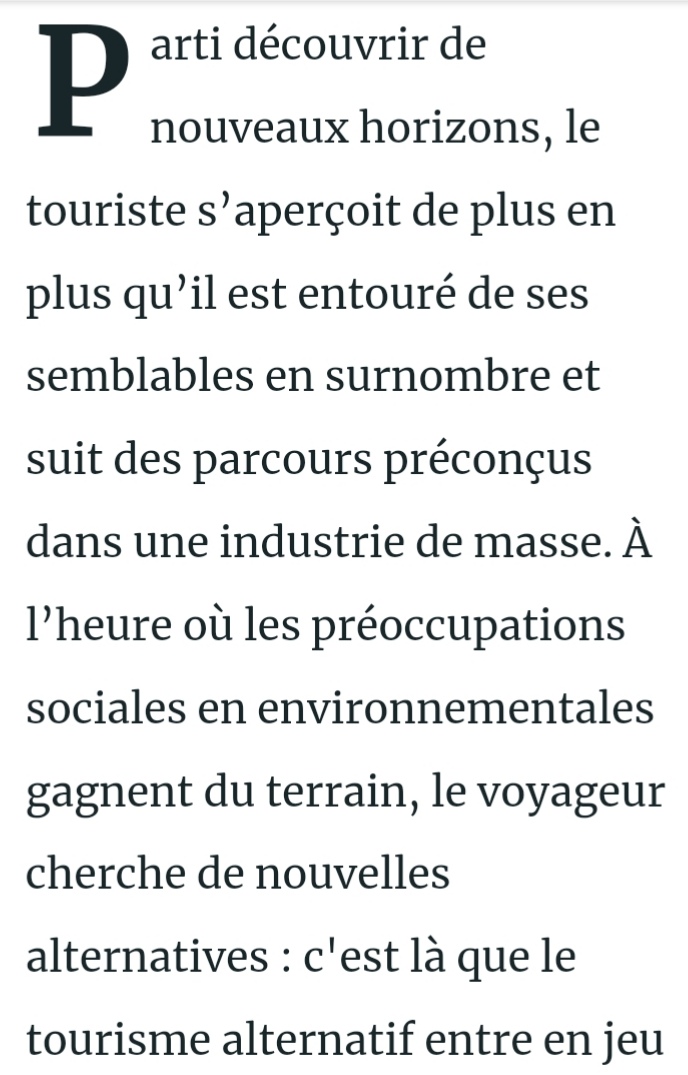 Parti découvrir de
nouveaux horizons, le
touriste s’aperçoit de plus en
plus qu’il est entouré de ses
semblables en surnombre et
suit des parcours préconçus
dans une industrie de masse. À
l’heure où les préoccupations
sociales en environnementales
gagnent du terrain, le voyageur
cherche de nouvelles
alternatives : c'est là que le
tourisme alternatif entre en jeu